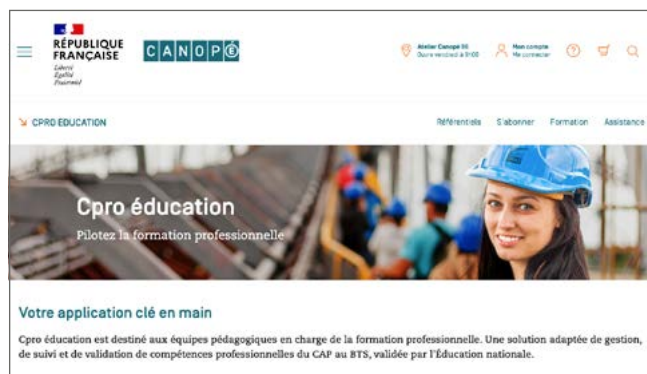 RÉPUBLIQUE
FRANÇAISE
Liberté
Égalité
Fraternité
CANOPÉ
Atelier Canopé
Ouvre vendredi à 9h00
Mon compte
Me connecter
CPRO EDUCATION
Référentiels S'abonner Formation Assistance
Cpro éducation
Pilotez la formation professionnelle
Votre application clé en main
Cpro éducation est destiné aux équipes pédagogiques en charge de la formation professionnelle. Une solution adaptée de gestion,
de suivi et de validation de compétences professionnelles du CAP au BTS, validée par l'Éducation nationale.